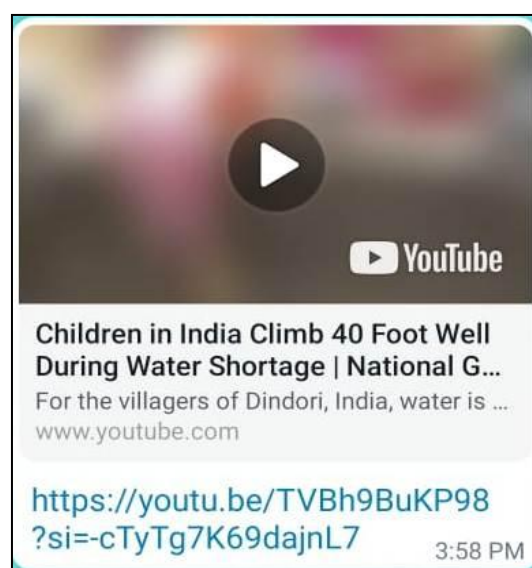 YouTube
Children in India Climb 40 Foot Well
During Water Shortage | National G...
For the villagers of Dindori, India, water is ...
www.youtube.com
https://youtu.be/TVBh9BuKP98
?si=-cTyTg7K69dajnL7
3:58 PM